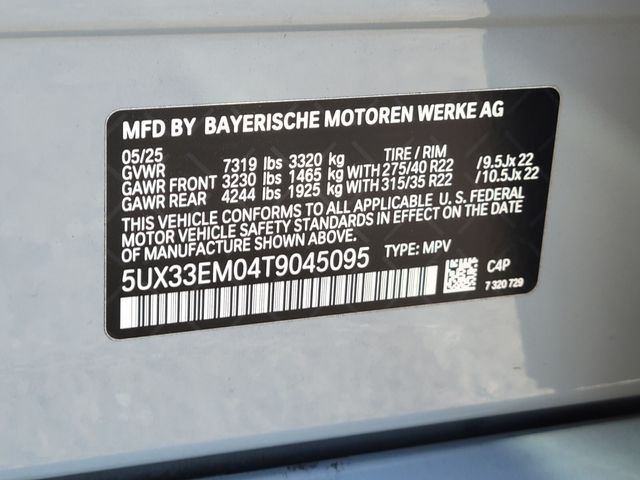 MFD BY BAYERISCHE MOTOREN WERKE AG
05/25
GVWR 7319 lbs 3320 kg TIRE / RIM
GAWR FRONT 3230 lbs 1465 kg WITH 275/40 R22 /9.5Jx 22
GAWR REAR 4244 lbs 1925 kg WITH 315/35 R22 /10.5Jx 22
THIS VEHICLE CONFORMS TO ALL APPLICABLE U.S. FEDERAL
MOTOR VEHICLE SAFETY STANDARDS IN EFFECT ON THE DATE
OF MANUFACTURE SHOWN ABOVE.
5UX33EM04T9045095 TYPE: MPV
C4P
7 320 729